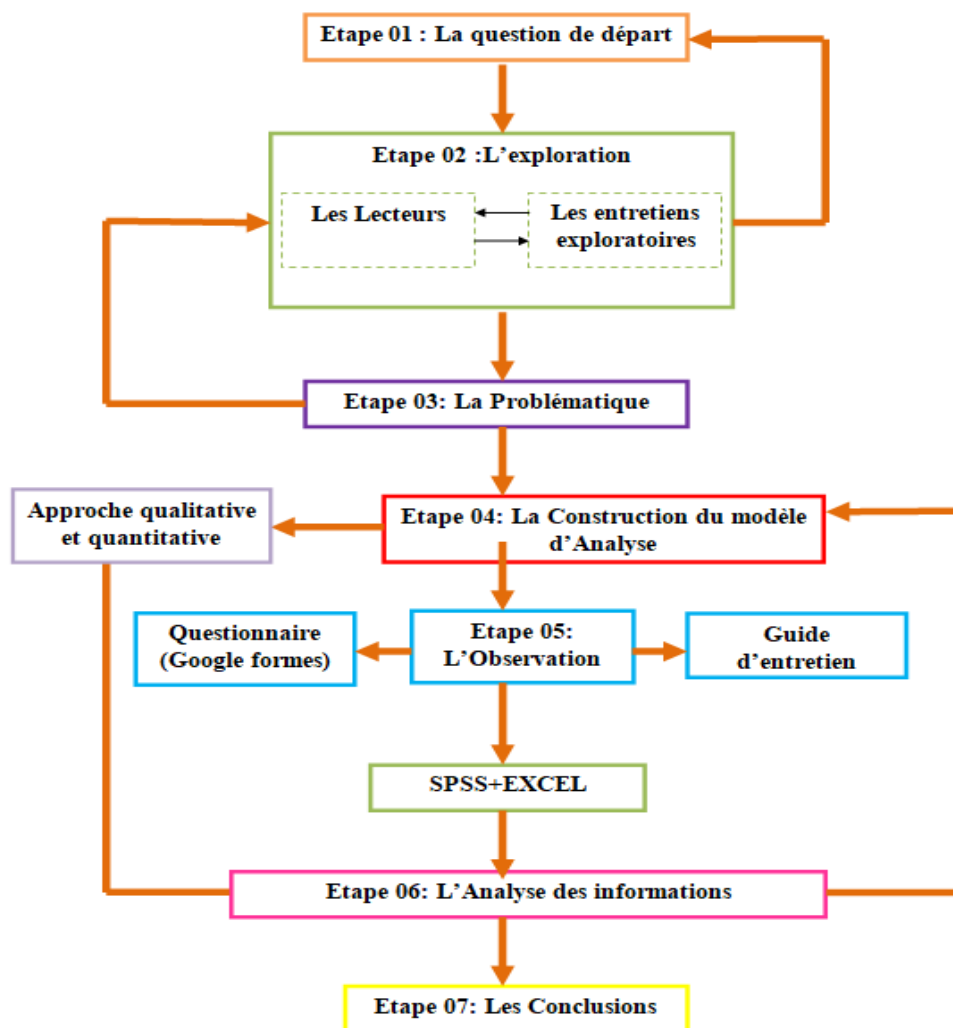 Etape 01 : La question de départ
Etape 02 :L’exploration
Les Lecteurs
Les entretiens
exploratoires
Etape 03: La Problématique
Approche qualitative
et quantitative
Etape 04: La Construction du modèle
d’Analyse
Questionnaire
(Google formes)
Etape 05:
L’Observation
Guide
d’entretien
SPSS+EXCEL
Etape 06: L’Analyse des informations
Etape 07: Les Conclusions